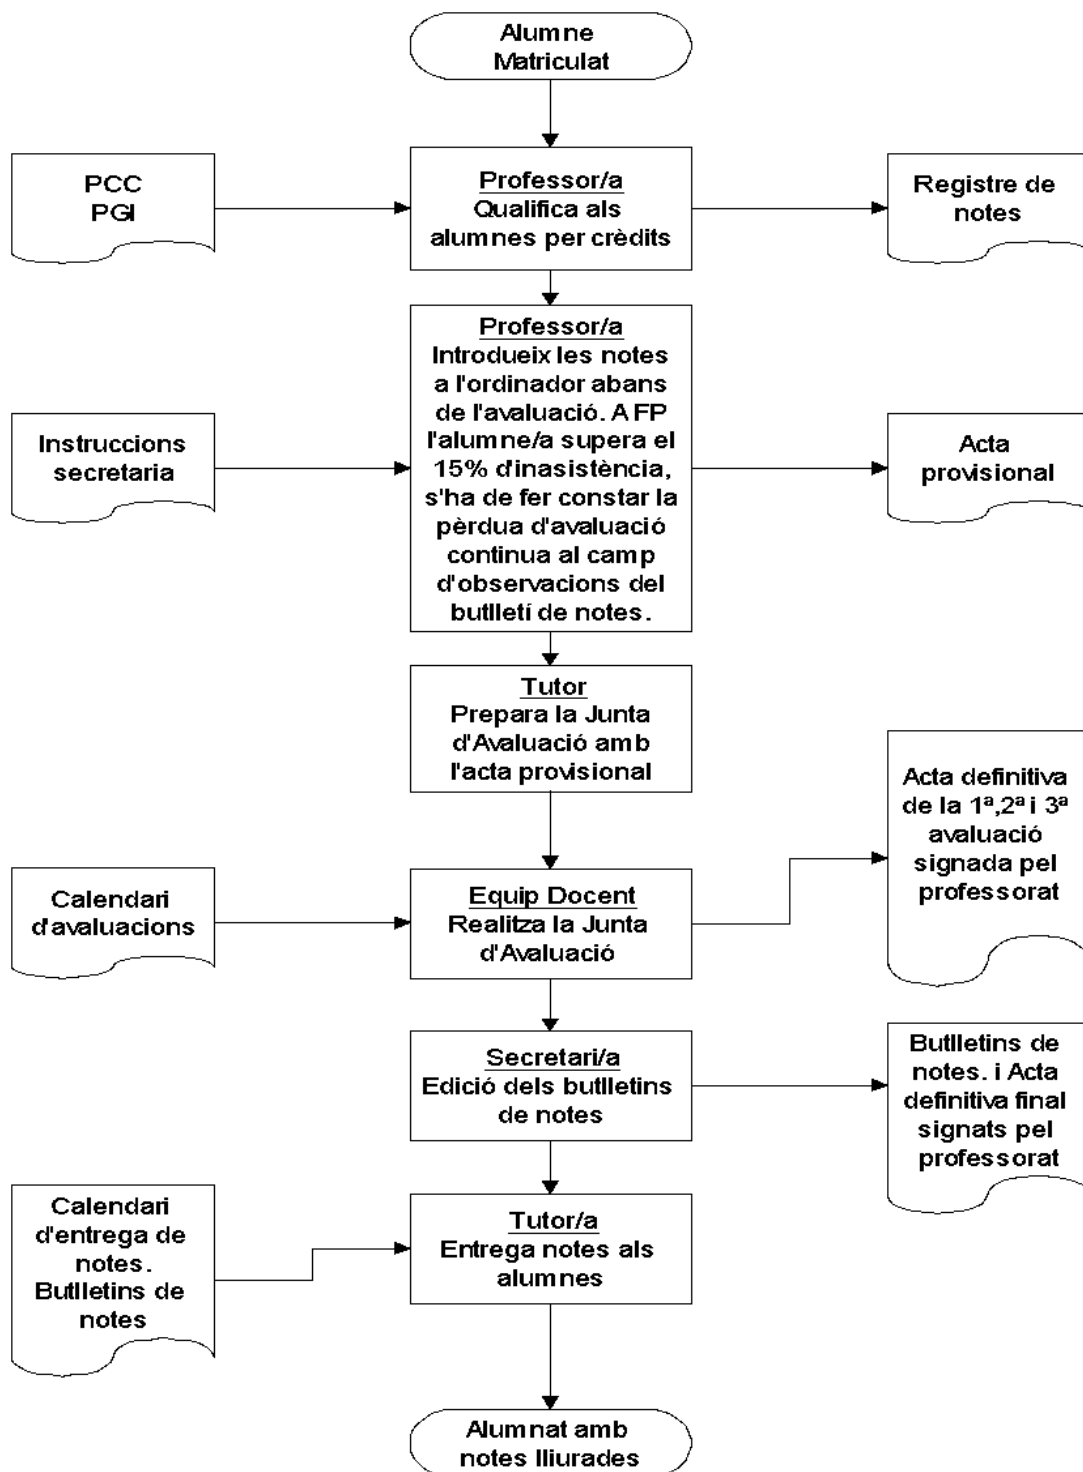 Alumne
Matriculat
PCC
PGI
Professor/a
Qualifica als
alumnes per crèdits
Registre de
notes
Professor/a
Introdueix les notes
a l'ordinador abans
de l'avaluació. A FP
l'alumne/a supera el
15% d'inasistència,
s'ha de fer constar la
pèrdua d'avaluació
continua al camp
d'observacions del
butlletí de notes.
Instruccions
secretaria
Acta
provisional
Tutor
Prepara la Junta
d'Avaluació amb
l'acta provisional
Acta definitiva
de la 1ª,2ª i 3ª
avaluació
signada pel
professorat
Calendari
d'avaluacions
Equip Docent
Realitza la Junta
d'Avaluació
Secretari/a
Edició dels butlletins
de notes
Butlletins de
notes. i Acta
definitiva final
signats pel
professorat
Calendari
d'entrega de
notes.
Butlletins de
notes
Tutor/a
Entrega notes als
alumnes
Alumnat amb
notes lliurades